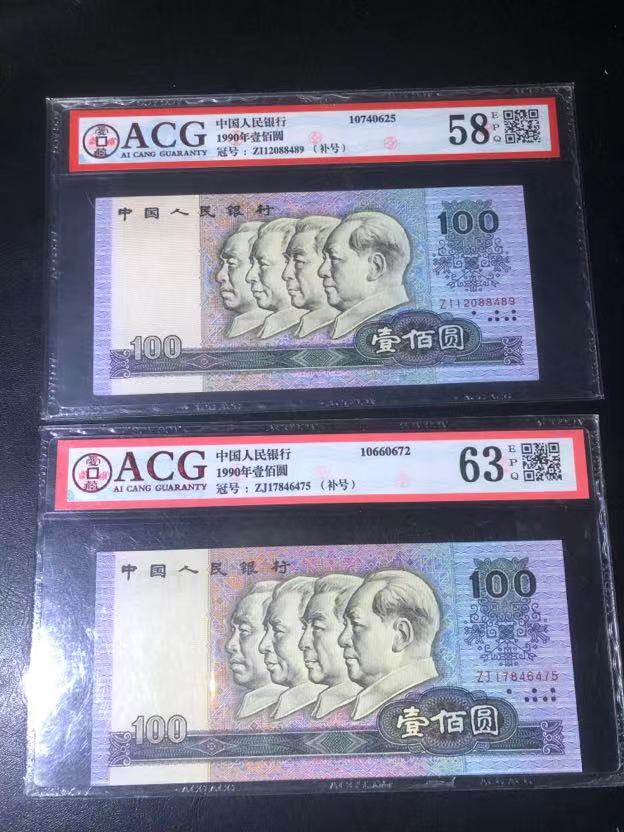 ACG
AI CANG GUARANTY
中国人民银行
1990年壹佰圆
冠号：ZI12088489 （补号）
10740625
58
EPQ
中国人民银行
100
ZI12088489
100
壹佰圆
ACG
AI CANG GUARANTY
中国人民银行
1990年壹佰圆
冠号：ZJ17846475 （补号）
10660672
63
EPQ
中国人民银行
100
ZJ17846475
100
壹佰圆